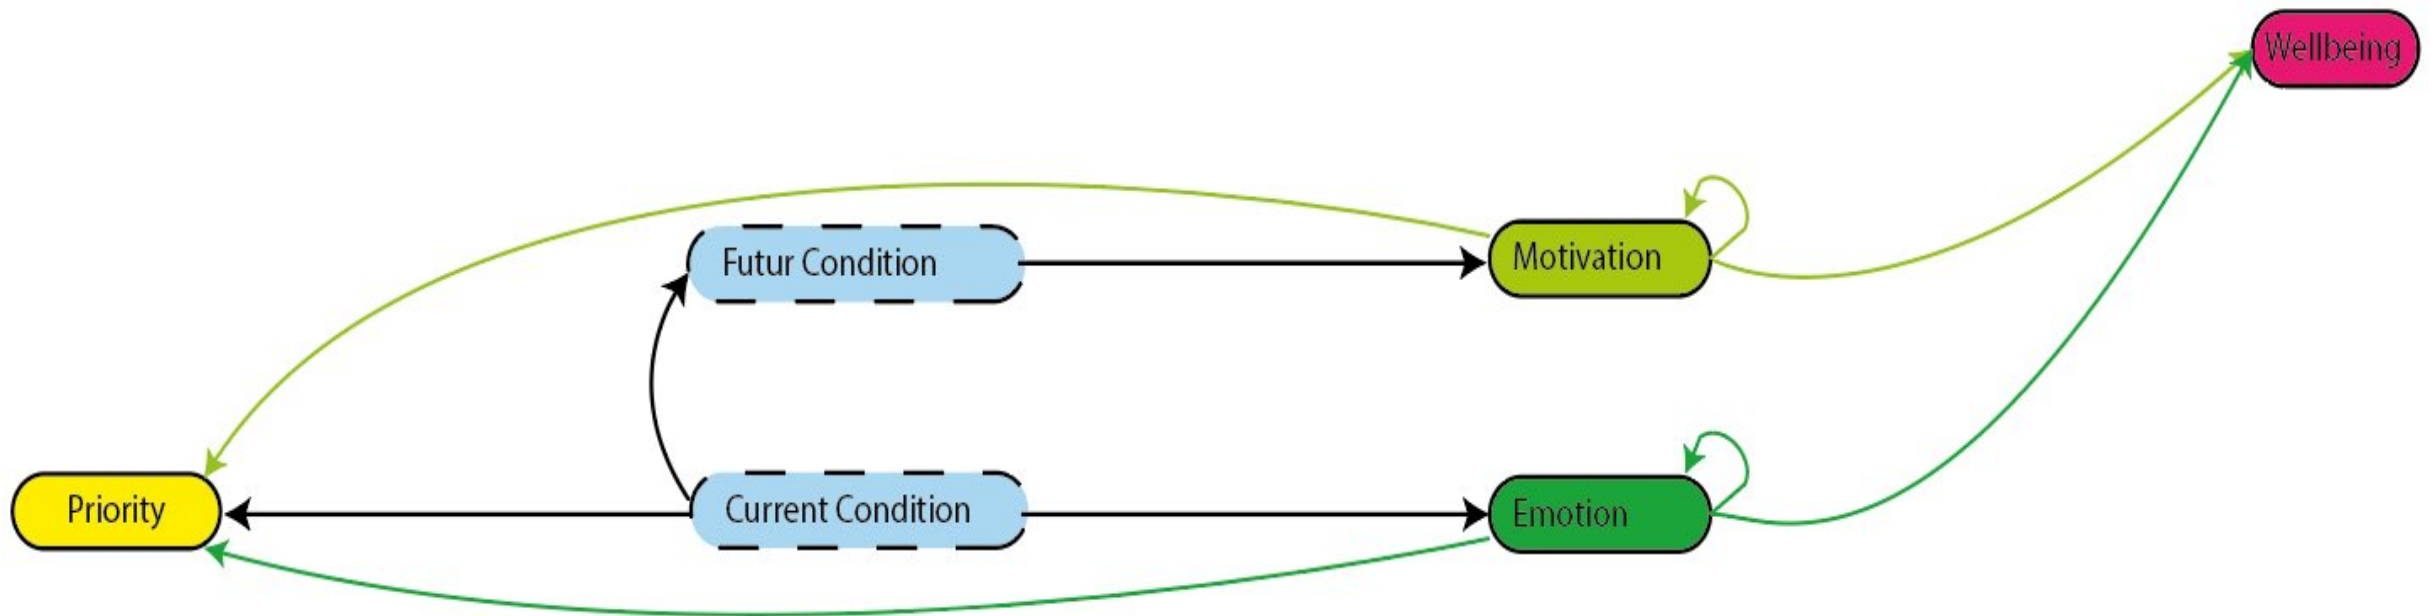 Wellbeing
Futur Condition
Motivation
Priority
Current Condition
Emotion